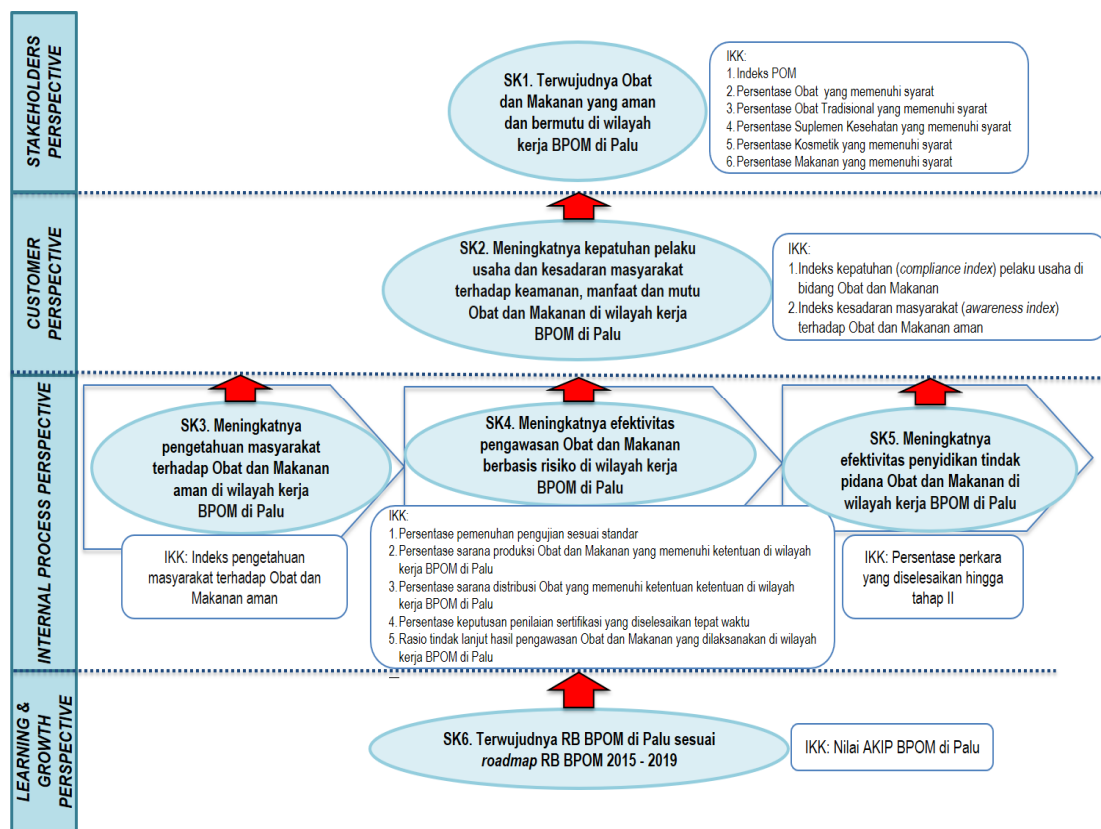 STAKEHOLDERS
PERSPECTIVE
SK1. Terwujudnya Obat
dan Makanan yang aman
dan bermutu di wilayah
kerja BPOM di Palu
IKK:
1. Indeks POM
2. Persentase Obat yang memenuhi syarat
3. Persentase Obat Tradisional yang memenuhi syarat
4. Persentase Suplemen Kesehatan yang memenuhi syarat
5. Persentase Kosmetik yang memenuhi syarat
6. Persentase Makanan yang memenuhi syarat
CUSTOMER
PERSPECTIVE
SK2. Meningkatnya kepatuhan pelaku
usaha dan kesadaran masyarakat
terhadap keamanan, manfaat dan mutu
Obat dan Makanan di wilayah kerja
BPOM di Palu
IKK:
1. Indeks kepatuhan (compliance index) pelaku usaha di
bidang Obat dan Makanan
2. Indeks kesadaran masyarakat (awareness index)
terhadap Obat dan Makanan aman
INTERNAL PROCESS PERSPECTIVE
SK3. Meningkatnya
pengetahuan masyarakat
terhadap Obat dan Makanan
aman di wilayah kerja
BPOM di Palu
IKK: Indeks pengetahuan
masyarakat terhadap Obat dan
Makanan aman
SK4. Meningkatnya efektivitas
pengawasan Obat dan Makanan
berbasis risiko di wilayah kerja
BPOM di Palu
IKK:
1. Persentase pemenuhan pengujian sesuai standar
2. Persentase sarana produksi Obat dan Makanan yang memenuhi ketentuan di wilayah
kerja BPOM di Palu
3. Persentase sarana distribusi Obat yang memenuhi ketentuan ketentuan di wilayah
kerja BPOM di Palu
4. Persentase keputusan penilaian sertifikasi yang diselesaikan tepat waktu
5. Rasio tindak lanjut hasil pengawasan Obat dan Makanan yang dilaksanakan di wilayah
kerja BPOM di Palu
SK5. Meningkatnya
efektivitas penyidikan tindak
pidana Obat dan Makanan di
wilayah kerja BPOM di Palu
IKK: Persentase perkara
yang diselesaikan hingga
tahap II
LEARNING &
GROWTH
PERSPECTIVE
SK6. Terwujudnya RB BPOM di Palu sesuai
roadmap RB BPOM 2015 - 2019
IKK: Nilai AKIP BPOM di Palu